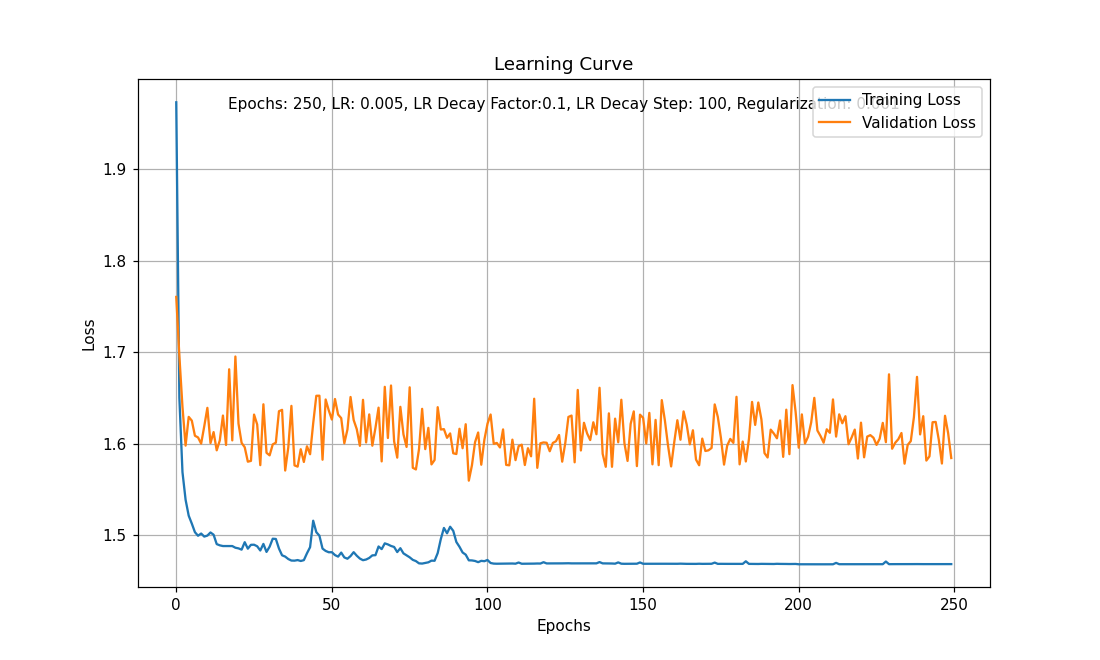 Learning Curve
Epochs: 250, LR: 0.005, LR Decay Factor:0.1, LR Decay Step: 100, Regularization: 0.001
Training Loss
Validation Loss
1.9
1.8
1.7
1.6
1.5
Loss
0
50
100
150
200
250
Epochs